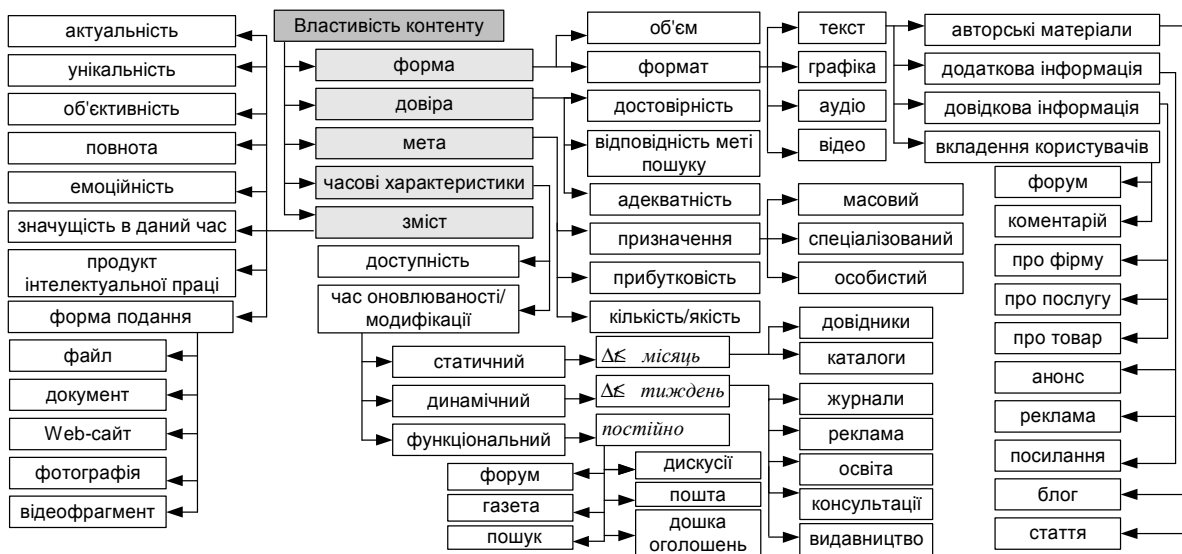 Властивість контенту
форма
довіра
мета
часові характеристики
зміст
актуальність
унікальність
об'єктивність
повнота
емоційність
значущість в даний час
продукт
інтелектуальної праці
форма подання
файл
документ
Web-сайт
фотографія
відеофрагмент
доступність
час оновлюваності/
модифікації
статичний
динамічний
функціональний
Δt≤ місяць
Δt≤ тиждень
постійно
форум
газета
пошук
дискусії
пошта
дошка
оголошень
об'єм
формат
достовірність
відповідність меті
пошуку
адекватність
призначення
прибутковість
кількість/якість
текст
графіка
аудіо
відео
масовий
спеціалізований
особистий
довідники
каталоги
журнали
реклама
освіта
консультації
видавництво
авторські матеріали
додаткова інформація
довідкова інформація
вкладення користувачів
форум
коментарій
про фірму
про послугу
про товар
анонс
реклама
посилання
блог
стаття